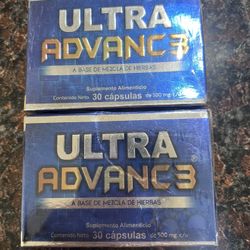 ULTRA
ADVANC3
A BASE DE MEZCLA DE HIERBAS
Suplemento Alimenticio
Contenido Neto 30 cápsulas de 500 mg. c/u
ULTRA
ADVANC3
A BASE DE MEZCLA DE HIERBAS
Suplemento Alimenticio
Contenido Neto 30 cápsulas de 500 mg. c/u